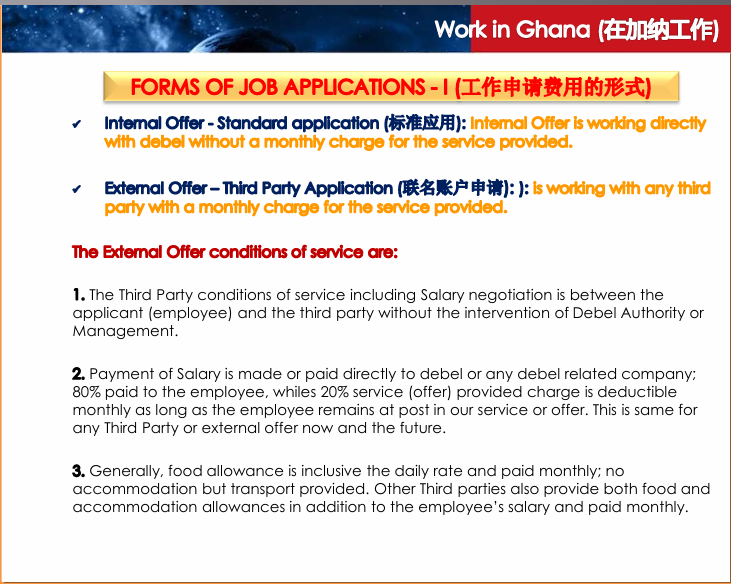 Work in Ghana (在加纳工作)
FORMS OF JOB APPLICATIONS - I (工作申请费用的形式)
✔ Internal Offer - Standard application (标准应用): Internal Offer is working directly
with debel without a monthly charge for the service provided.
✔ External Offer – Third Party Application (联名账户申请): ): is working with any third
party with a monthly charge for the service provided.
The External Offer conditions of service are:
1. The Third Party conditions of service including Salary negotiation is between the
applicant (employee) and the third party without the intervention of Debel Authority or
Management.
2. Payment of Salary is made or paid directly to debel or any debel related company;
80% paid to the employee, whiles 20% service (offer) provided charge is deductible
monthly as long as the employee remains at post in our service or offer. This is same for
any Third Party or external offer now and the future.
3. Generally, food allowance is inclusive the daily rate and paid monthly; no
accommodation but transport provided. Other Third parties also provide both food and
accommodation allowances in addition to the employee's salary and paid monthly.